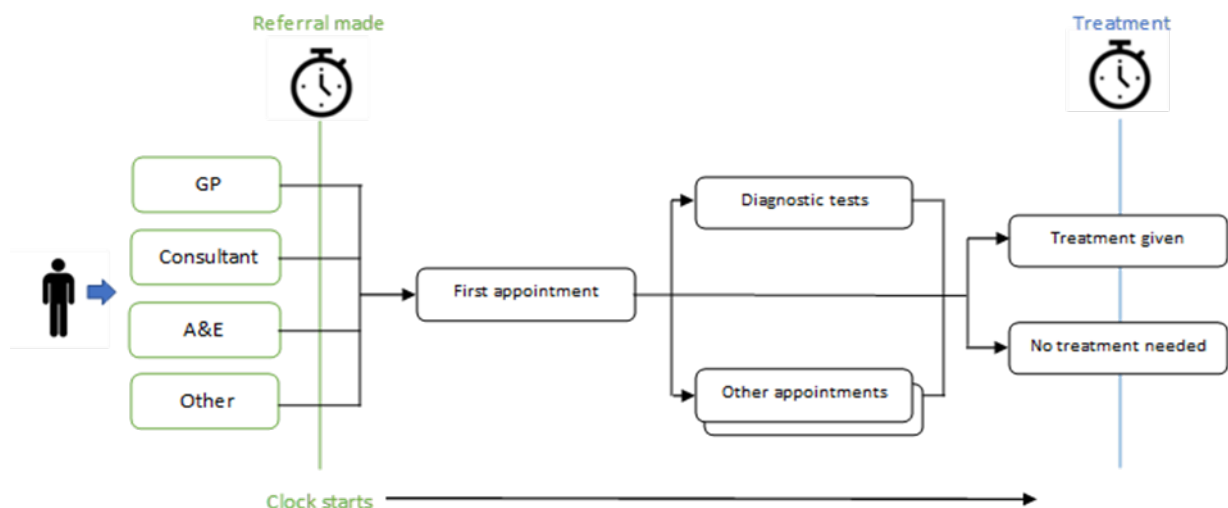 Referral made
Treatment
GP
Consultant
A&E
Other
First appointment
Diagnostic tests
Other appointments
Treatment given
No treatment needed
Clock starts